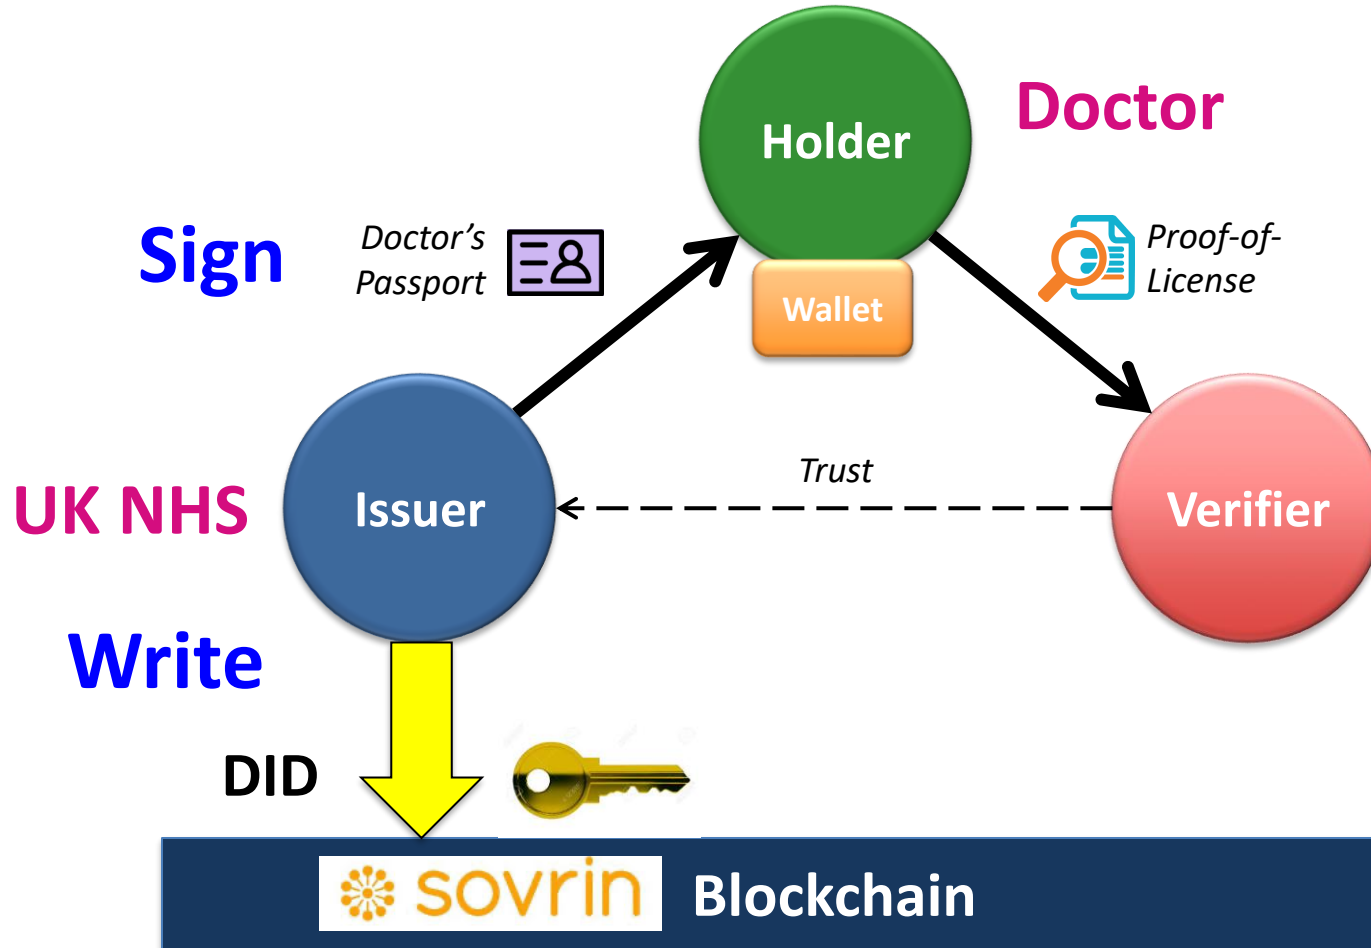 Holder
Doctor
Sign
Doctor's
Passport
Proof-of-
License
Wallet
Trust
UK NHS
Issuer
Verifier
Write
DID
sovrin
Blockchain